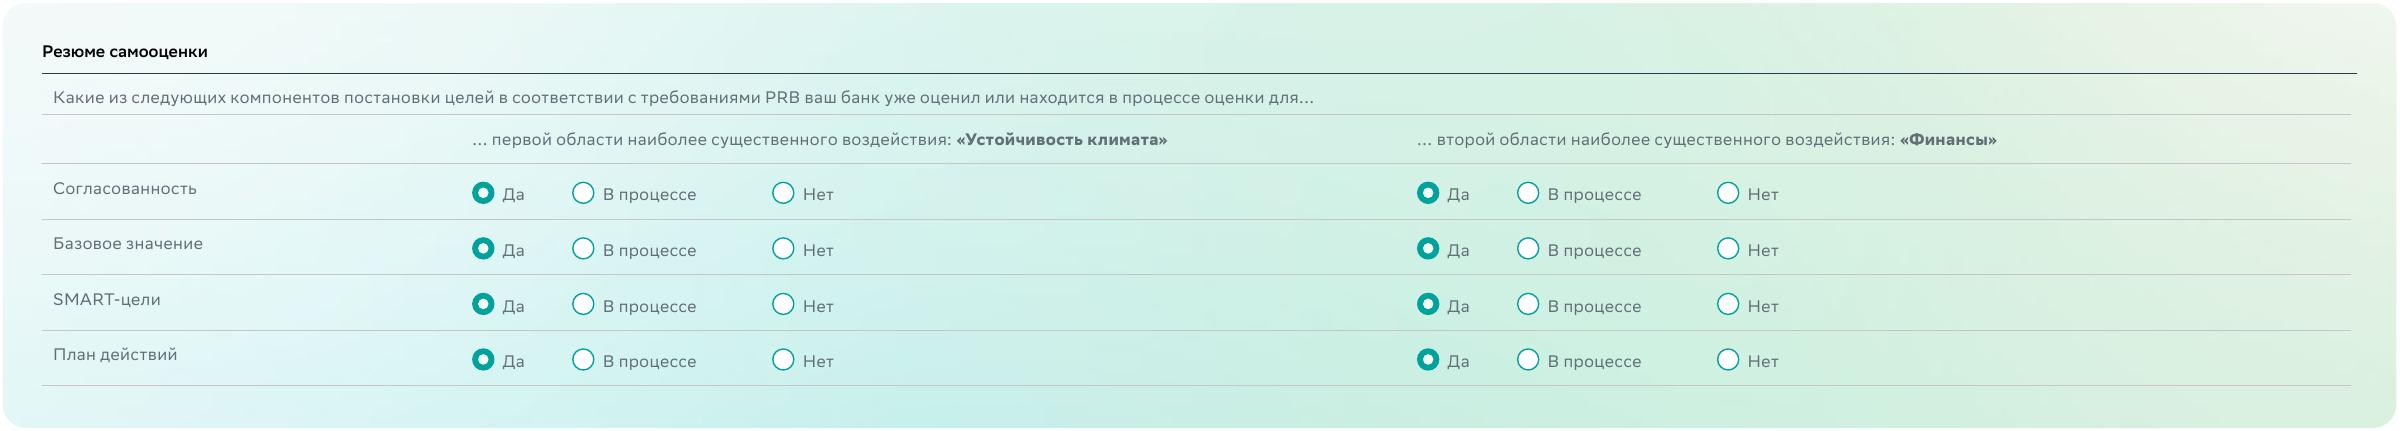 Резюме самооценки
Какие из следующих компонентов постановки целей в соответствии с требованиями PRB ваш банк уже оценил или находится в процессе оценки для…
… первой области наиболее существенного воздействия: «Устойчивость климата» … второй области наиболее существенного воздействия: «Финансы»
Согласованность Да В процессе Нет Да В процессе Нет
Базовое значение Да В процессе Нет Да В процессе Нет
SMART-цели Да В процессе Нет Да В процессе Нет
План действий Да В процессе Нет Да В процессе Нет